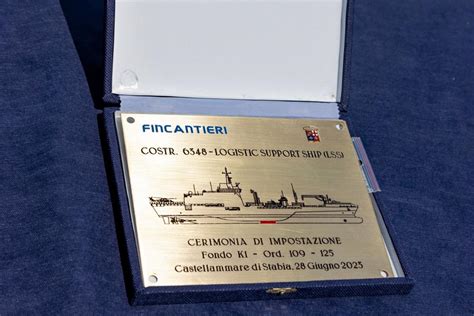 FINCANTIERI
COSTR. 6348 - LOGISTIC SUPPORT SHIP (LSS)
CERIMONIA DI IMPOSTAZIONE
Fondo K1 - Ord. 109 - 125
Castellammare di Stabia, 28 Giugno 2023